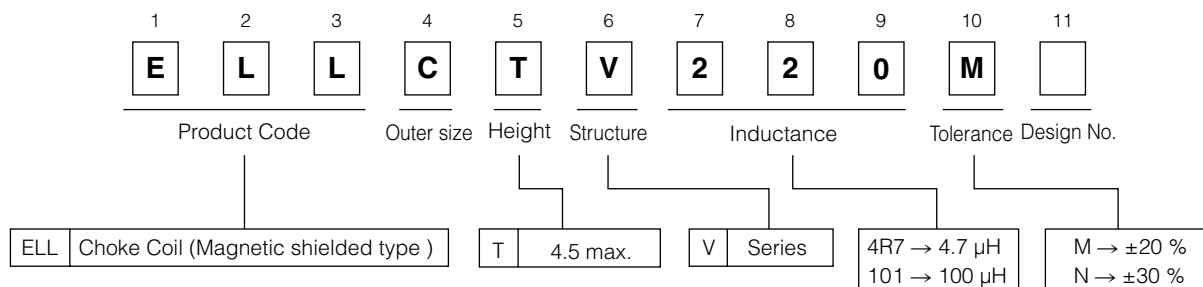 1 2 3 4 5 6 7 8 9 10 11
E L L C T V 2 2 0 M
Product Code Outer size Height Structure Inductance Tolerance Design No.
ELL Choke Coil (Magnetic shielded type )
T 4.5 max.
V Series
4R7 → 4.7 µH
101 → 100 µH
M → ±20 %
N → ±30 %